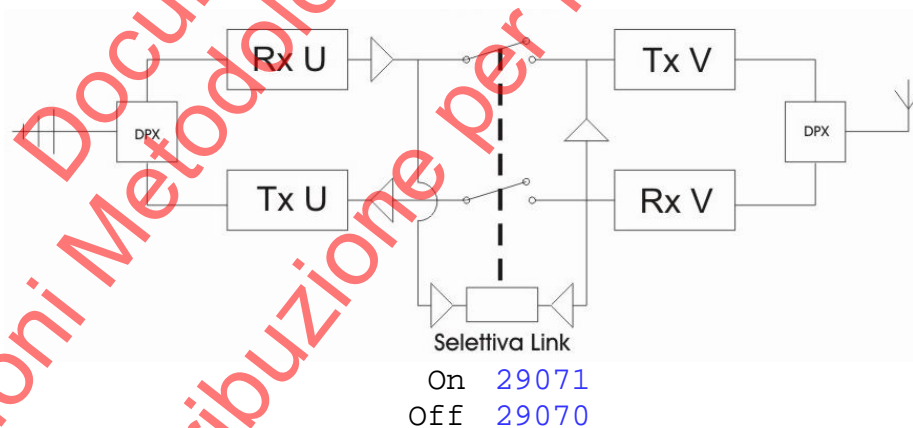 Rx U
Tx V
DPX
DPX
Tx U
Rx V
Selettiva Link
On 29071
Off 29070